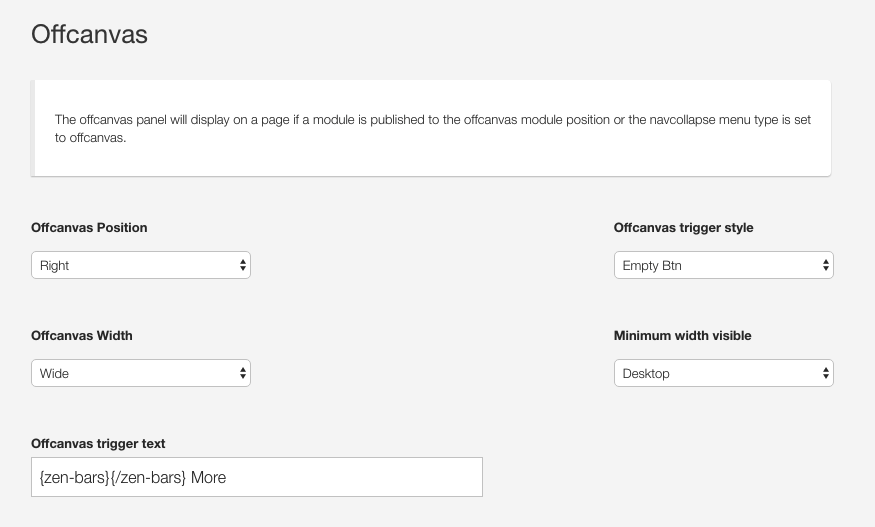 Offcanvas
The offcanvas panel will display on a page if a module is published to the offcanvas module position or the navcollapse menu type is set
to offcanvas.
Offcanvas Position
Offcanvas trigger style
Right
Empty Btn
Offcanvas Width
Minimum width visible
Wide
Desktop
Offcanvas trigger text
{zen-bars}{/zen-bars} More